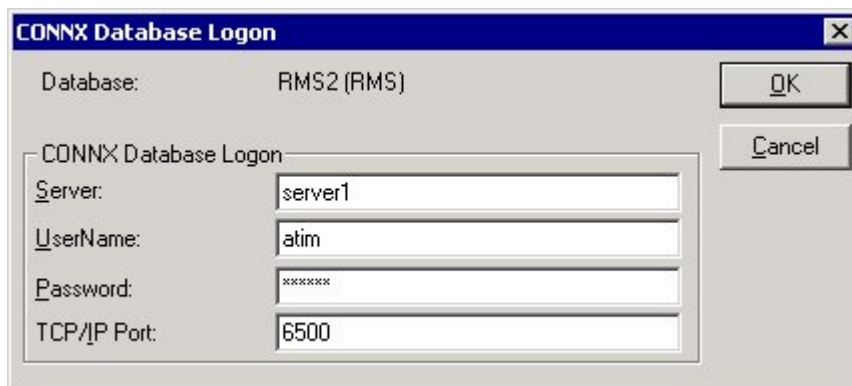 CONNX Database Logon
Database: RMS2 (RMS)
OK
Cancel
CONNX Database Logon
Server: server1
UserName: atim
Password: ******
TCP/IP Port: 6500